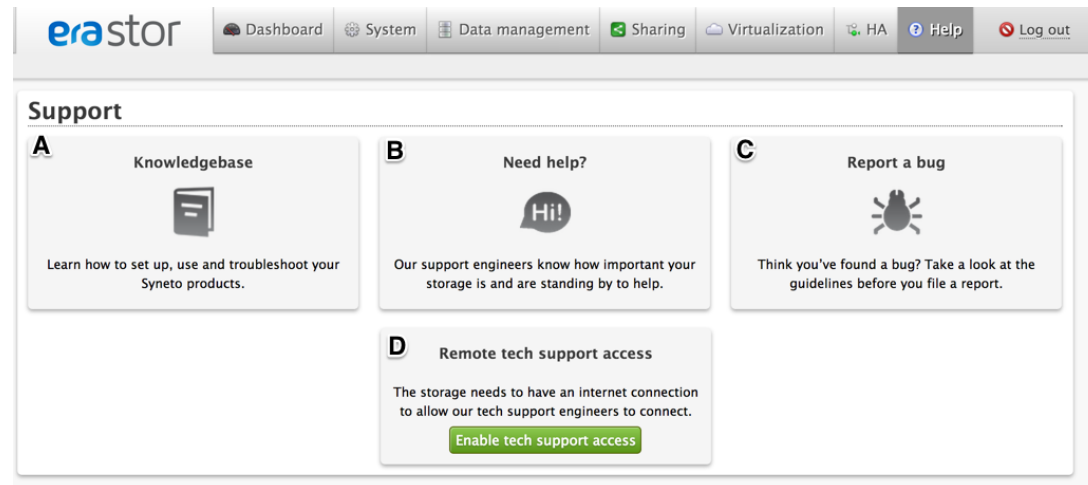 erastor
Dashboard
System
Data management
Sharing
Virtualization
HA
Help
Log out
Support
A
Knowledgebase
Learn how to set up, use and troubleshoot your
Syneto products.
B
Need help?
Hi!
Our support engineers know how important your
storage is and are standing by to help.
C
Report a bug
Think you've found a bug? Take a look at the
guidelines before you file a report.
D
Remote tech support access
The storage needs to have an internet connection
to allow our tech support engineers to connect.
Enable tech support access